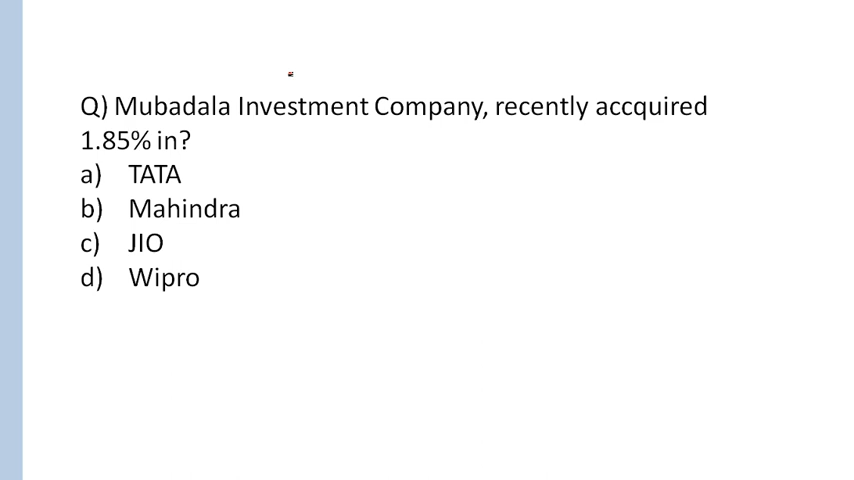 Q) Mubadala Investment Company, recently accquired
1.85% in?
a) TATA
b) Mahindra
c) JIO
d) Wipro